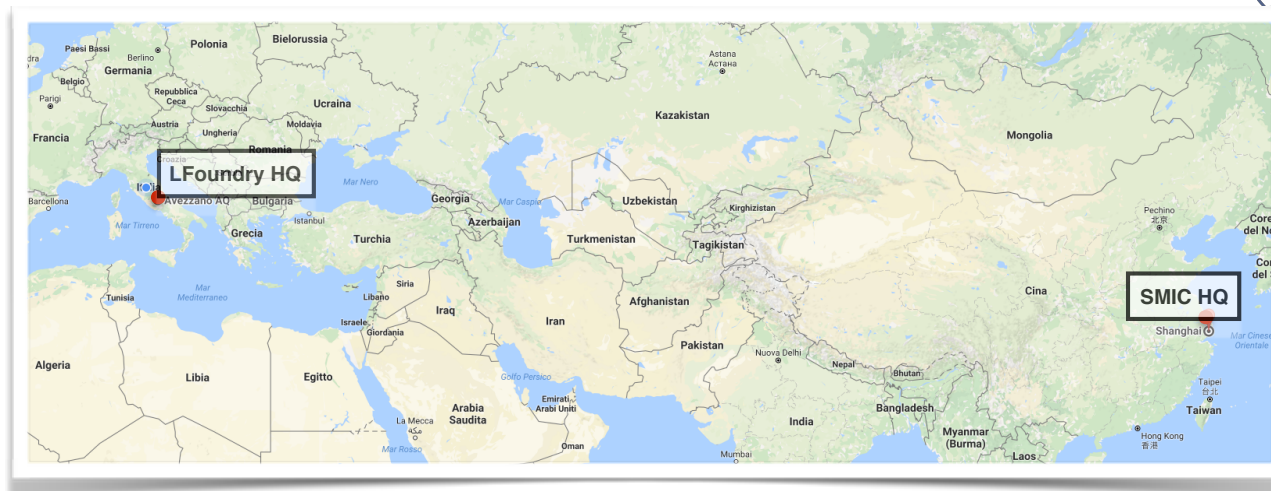 Paesi Bassi
Berlino
Polonia
Bielorussia
Germania
Belgio
Parigi
Repubblica
Ceca
Slovacchia
Ucraina
Austria
Ungheria
Moldavia
Francia
Croazia
Romania
LFoundry HQ
Avezzano AQ
Bulgaria
Barcellona
Mar Tirreno
Istanbul
Grecia
Mar Nero
Georgia
Mar Caspio
Azerbaijan
Turchia
Mar
Mediterraneo
Tunisia
Siria
Libano
Iraq
Israele
Giordania
Iran
Algeria
Libia
Egitto
Golfo Persico
Arabia
Saudita
Emirati
Arabi Uniti
La Mecca
مكة
Mar Rosso
Oman
Astana
Астана
Kazakistan
Mongolia
Uzbekistan
Kirghizistan
Turkmenistan
Tagikistan
Afghanistan
Pakistan
Nuova Delhi
Nepal
Bhutan
India
Bangladesh
Mumbai
Myanmar
(Burma)
Laos
Cina
Pechino
北京
Core
del No
SMIC HQ
Shanghai
Mar Cinese
Orientale
Taipei
台北
Taiwan
Hong Kong
香港